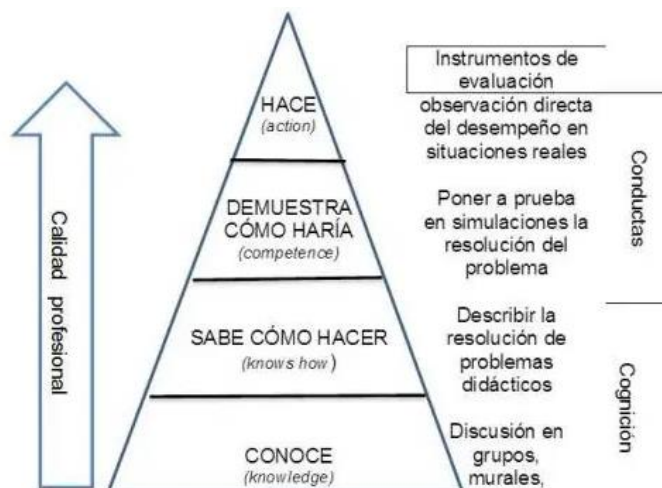 Instrumentos de
evaluación
HACE
(action)
observación directa
del desempeño en
situaciones reales
DEMUESTRA
CÓMO HARÍA
(competence)
Poner a prueba
en simulaciones la
resolución del
problema
Conductas
SABE CÓMO HACER
(knows how)
Describir la
resolución de
problemas
didácticos
CONOCE
(knowledge)
Discusión en
grupos,
murales,
Cognición
Calidad profesional